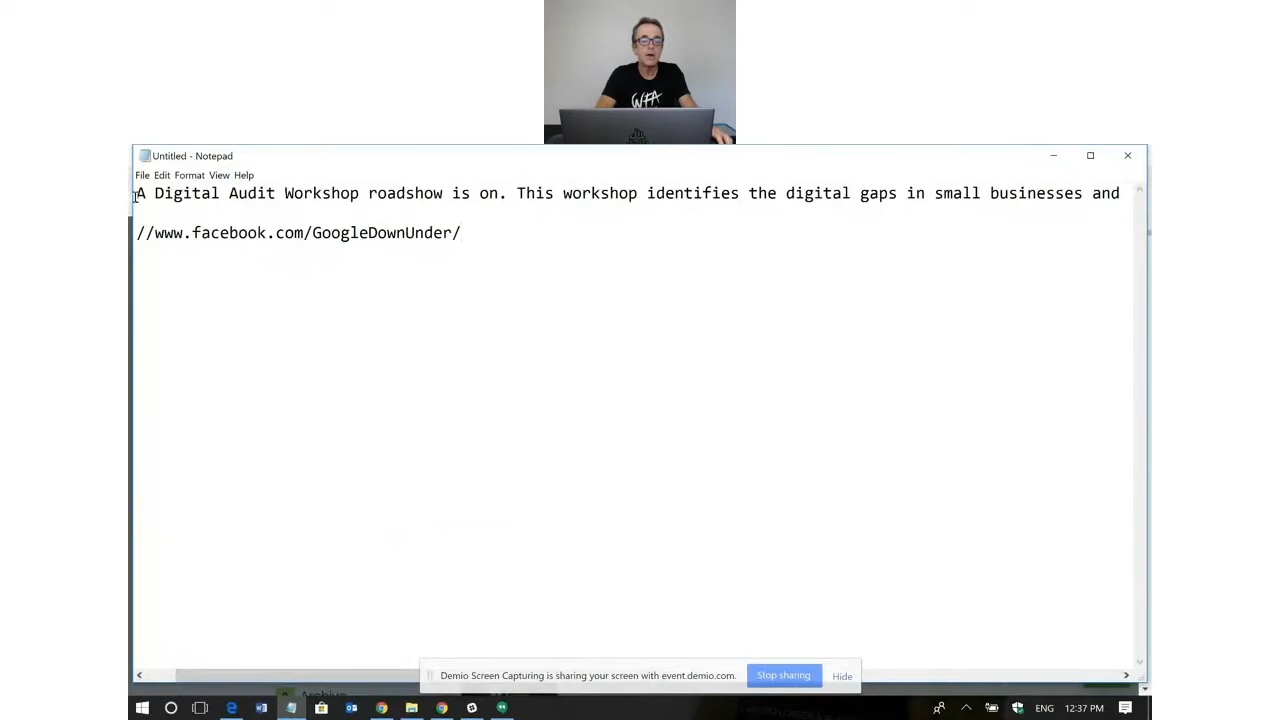 WFA
Untitled - Notepad
File Edit Format View Help
A Digital Audit Workshop roadshow is on. This workshop identifies the digital gaps in small businesses and
//www.facebook.com/GoogleDownUnder/
Demio Screen Capturing is sharing your screen with event.demio.com. Stop sharing Hide
Archive
ENG 12:37 PM